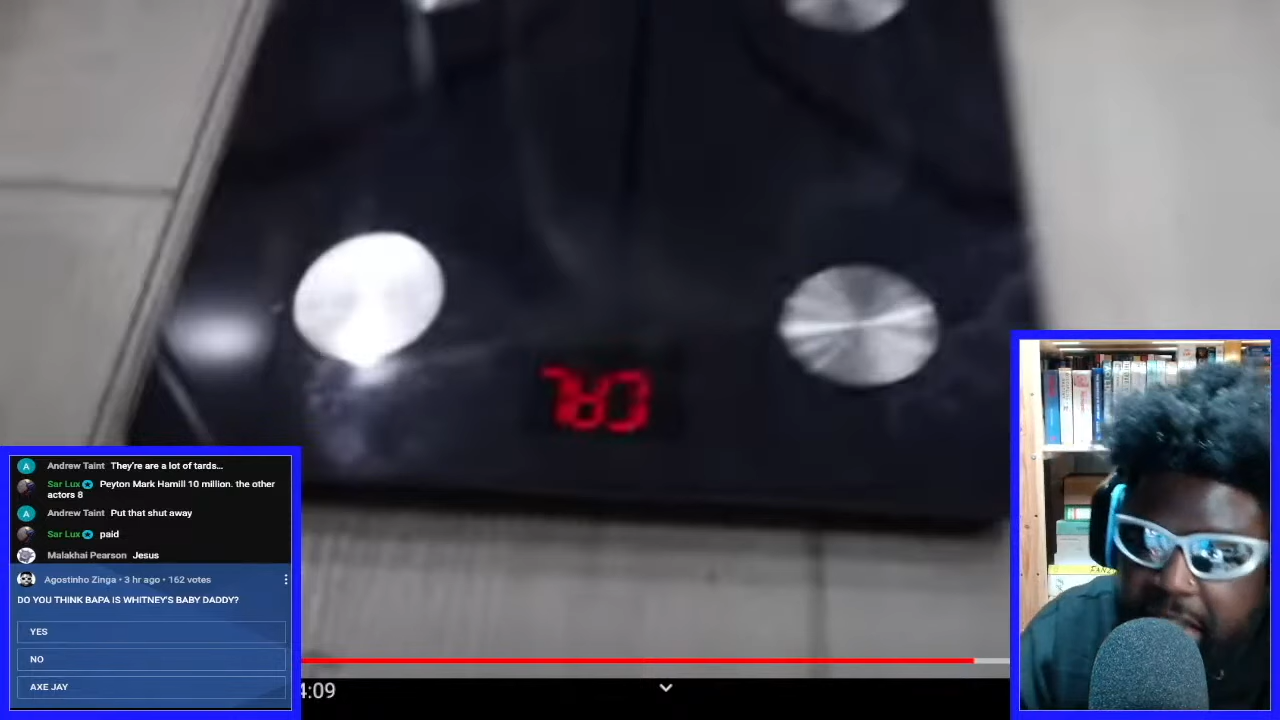 Andrew Taint They're are a lot of tards...
Sar Lux Peyton Mark Hamill 10 million. the other
actors 8
Andrew Taint Put that shut away
Sar Lux paid
Malakhai Pearson Jesus
Agostinho Zinga • 3 hr ago • 162 votes
DO YOU THINK BAPA IS WHITNEY'S BABY DADDY?
YES
NO
AXE JAY
4:09